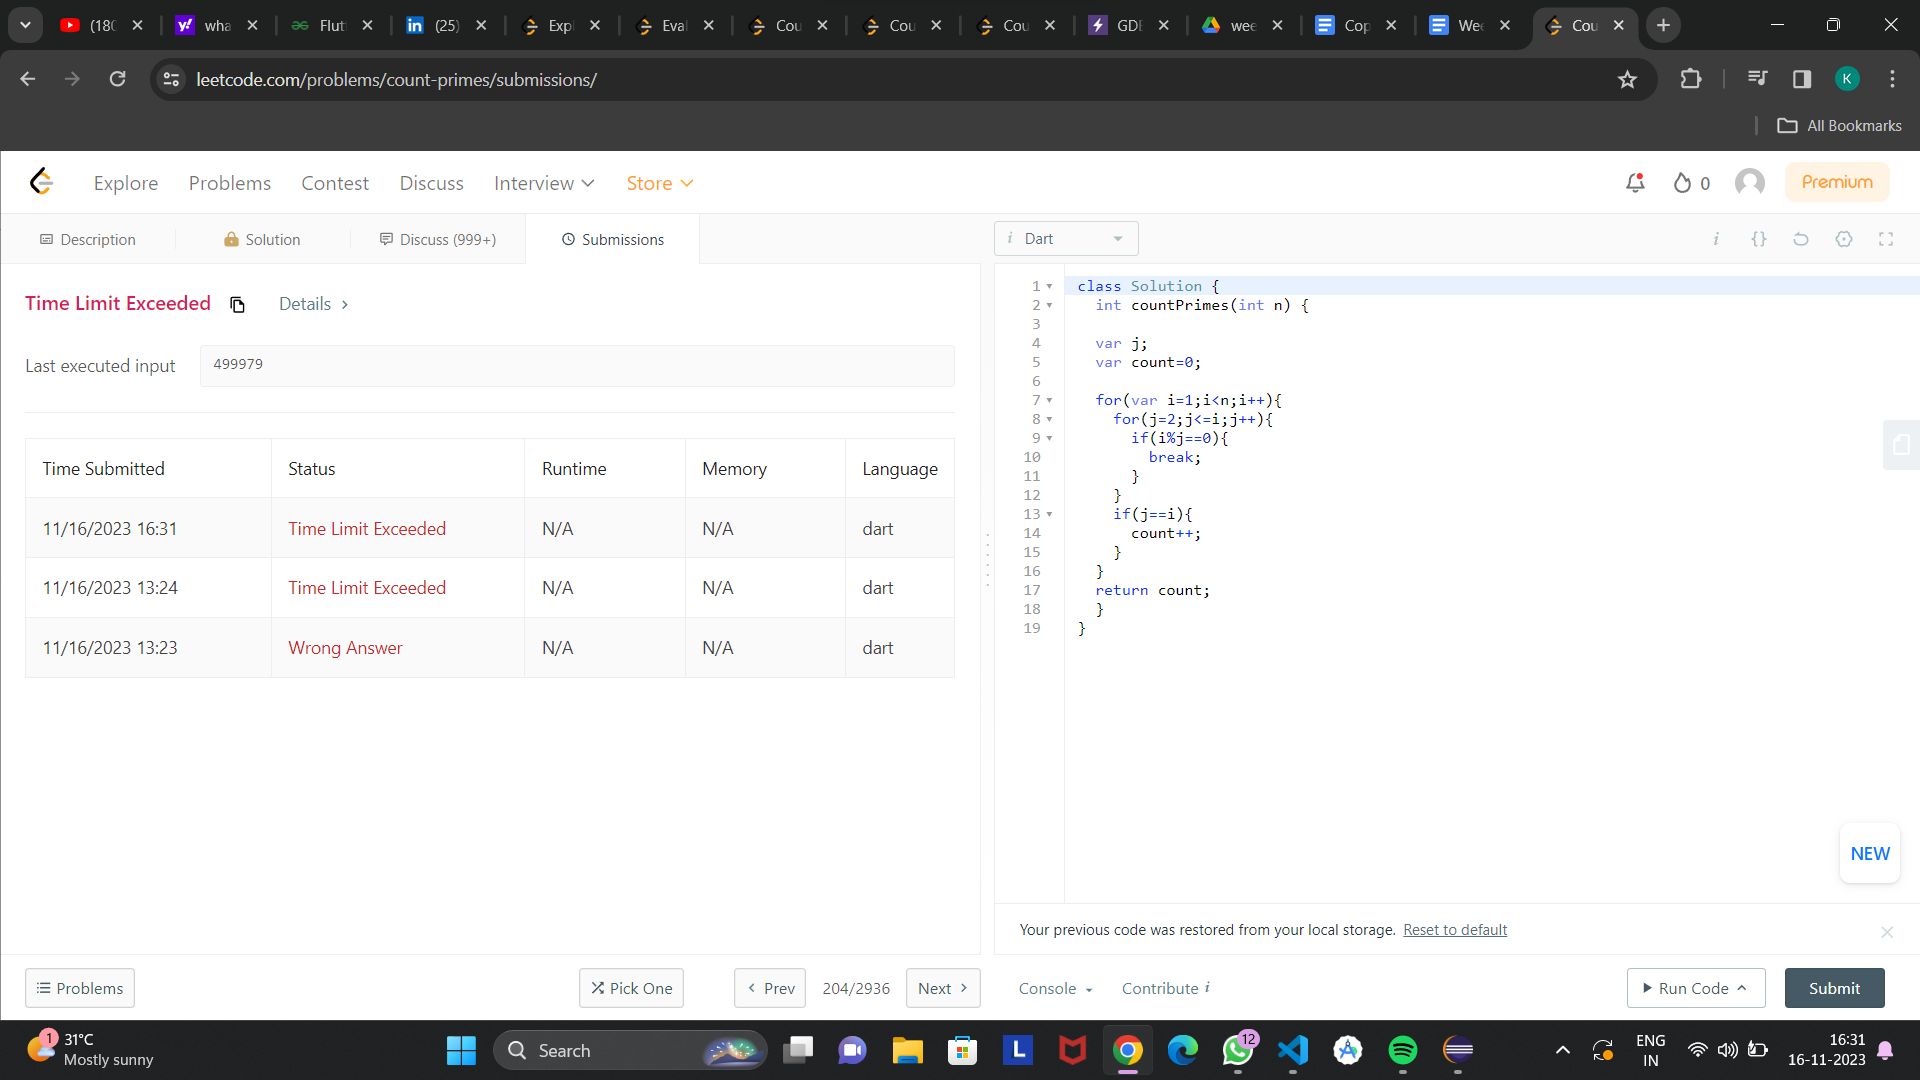 (180
wha
Flut
(25)
Expl
Eval
Cou
Cou
Cou
GDB
wee
Cop
Wee
Cou
leetcode.com/problems/count-primes/submissions/
K
All Bookmarks
Explore
Problems
Contest
Discuss
Interview
Store
0
Premium
Description
Solution
Discuss (999+)
Submissions
i Dart
i
{}
Time Limit Exceeded
Details >
Last executed input
499979
Time Submitted Status Runtime Memory Language
11/16/2023 16:31 Time Limit Exceeded N/A N/A dart
11/16/2023 13:24 Time Limit Exceeded N/A N/A dart
11/16/2023 13:23 Wrong Answer N/A N/A dart
1 class Solution {
2 int countPrimes(int n) {
3
4 var j;
5 var count=0;
6
7 for(var i=1;i<n;i++){
8 for(j=2;j<=i;j++){
9 if(i%j==0){
10 break;
11 }
12 }
13 if(j==i){
14 count++;
15 }
16 }
17 return count;
18 }
19 }
NEW
Your previous code was restored from your local storage. Reset to default
Problems
Pick One
< Prev
204/2936
Next >
Console
Contribute i
Run Code
Submit
1
31°C
Mostly sunny
Search
L
12
ENG
IN
16:31
16-11-2023